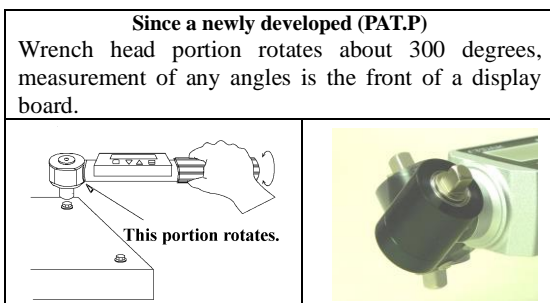 Since a newly developed (PAT.P)
Wrench head portion rotates about 300 degrees,
measurement of any angles is the front of a display
board.
This portion rotates.